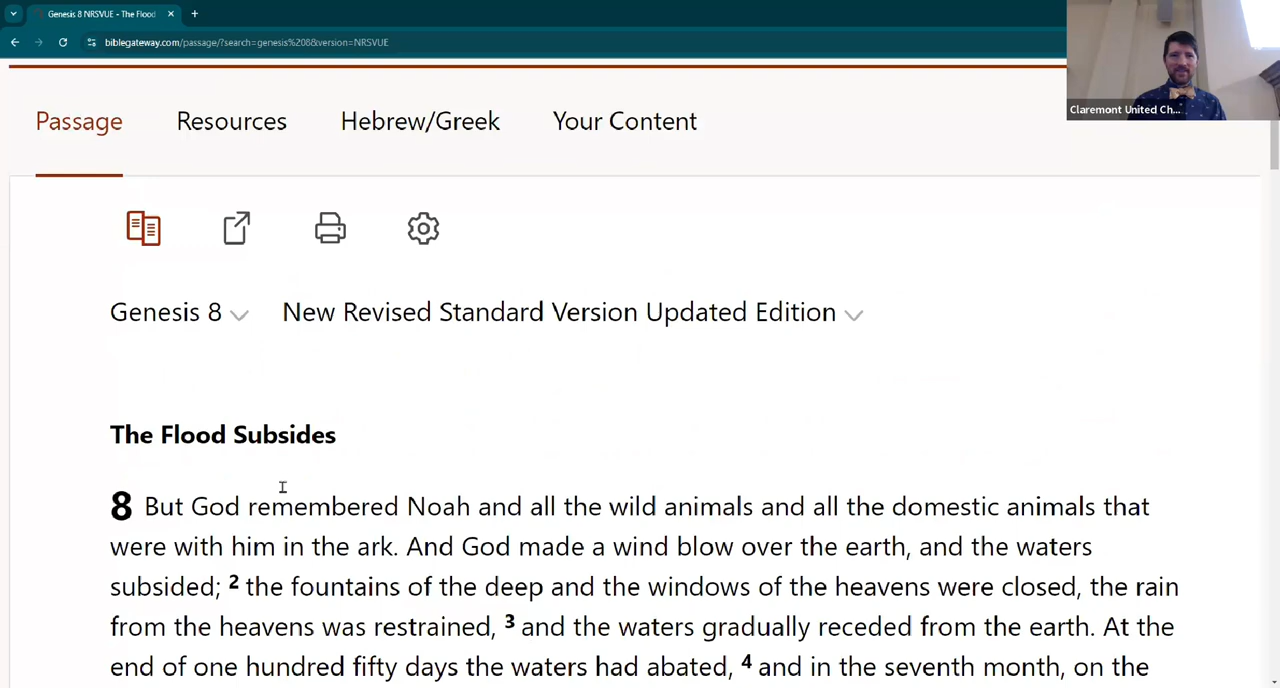 Genesis 8 NRSVUE - The Flood
biblegateway.com/passage/?search=genesis%208&version=NRSVUE
Claremont United Ch...
Passage Resources Hebrew/Greek Your Content
Genesis 8 New Revised Standard Version Updated Edition
The Flood Subsides
8 But God remembered Noah and all the wild animals and all the domestic animals that
were with him in the ark. And God made a wind blow over the earth, and the waters
subsided; 2 the fountains of the deep and the windows of the heavens were closed, the rain
from the heavens was restrained, 3 and the waters gradually receded from the earth. At the
end of one hundred fifty days the waters had abated, 4 and in the seventh month, on the